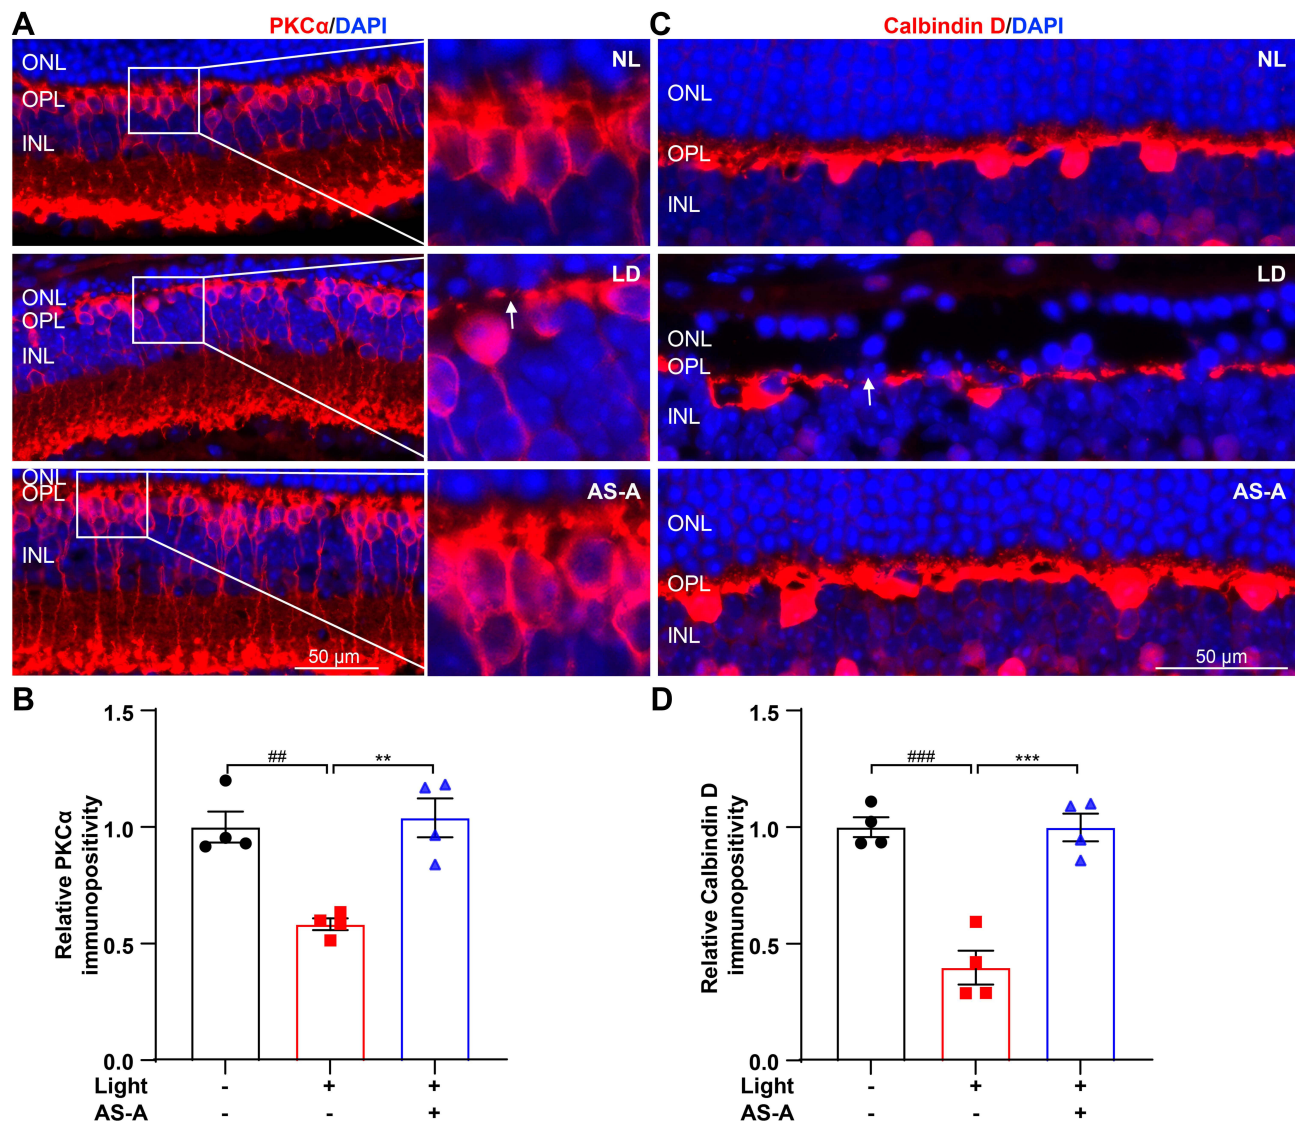 A
PKCα/DAPI
ONL
OPL
INL
NL
ONL
OPL
INL
LD
ONL
OPL
INL
AS-A
50 µm
C
Calbindin D/DAPI
ONL
OPL
INL
NL
ONL
OPL
INL
LD
ONL
OPL
INL
AS-A
50 µm
B
Relative PKCα
immunopositivity
1.5
1.0
0.5
0.0
##
**
Light - + +
AS-A - - +
D
Relative Calbindin D
immunopositivity
1.5
1.0
0.5
0.0
###
***
Light - + +
AS-A - - +